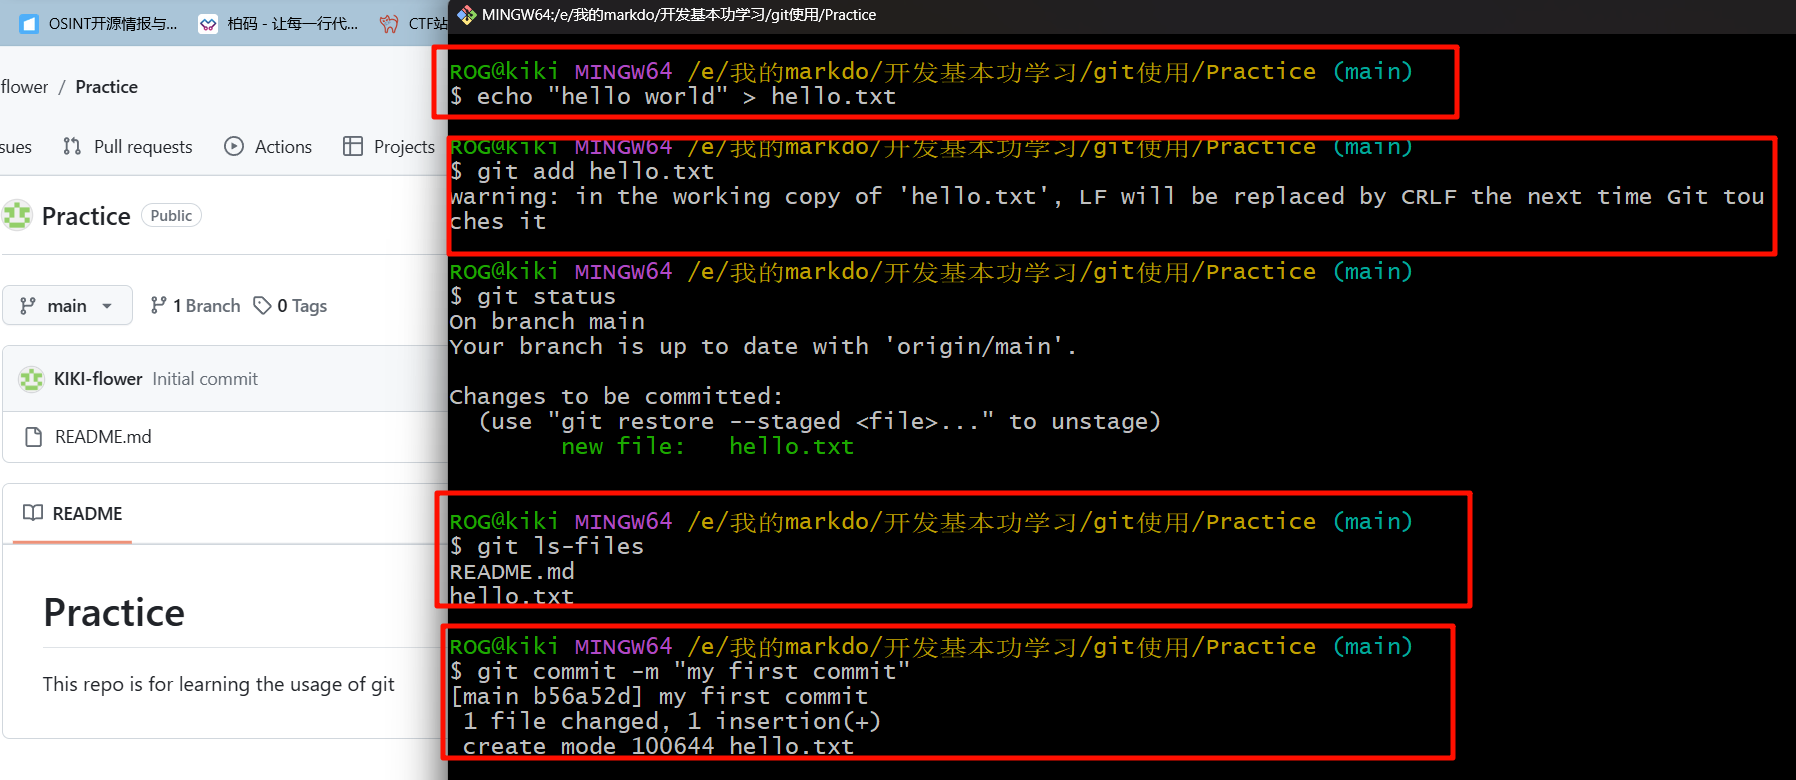 OSINT开源情报与...
柏码 - 让每一行代...
CTF站
flower / Practice
sues
Pull requests
Actions
Projects
Practice
Public
main
1 Branch
0 Tags
KIKI-flower Initial commit
README.md
README
Practice
This repo is for learning the usage of git
MINGW64:/e/我的markdo/开发基本功学习/git使用/Practice
ROG@kiki MINGW64 /e/我的markdo/开发基本功学习/git使用/Practice (main)
$ echo "hello world" > hello.txt
ROG@kiki MINGW64 /e/我的markdo/开发基本功学习/git使用/Practice (main)
$ git add hello.txt
warning: in the working copy of 'hello.txt', LF will be replaced by CRLF the next time Git tou
ches it
ROG@kiki MINGW64 /e/我的markdo/开发基本功学习/git使用/Practice (main)
$ git status
On branch main
Your branch is up to date with 'origin/main'.
Changes to be committed:
(use "git restore --staged <file>..." to unstage)
new file:   hello.txt
ROG@kiki MINGW64 /e/我的markdo/开发基本功学习/git使用/Practice (main)
$ git ls-files
README.md
hello.txt
ROG@kiki MINGW64 /e/我的markdo/开发基本功学习/git使用/Practice (main)
$ git commit -m "my first commit"
[main b56a52d] my first commit
1 file changed, 1 insertion(+)
create mode 100644 hello.txt